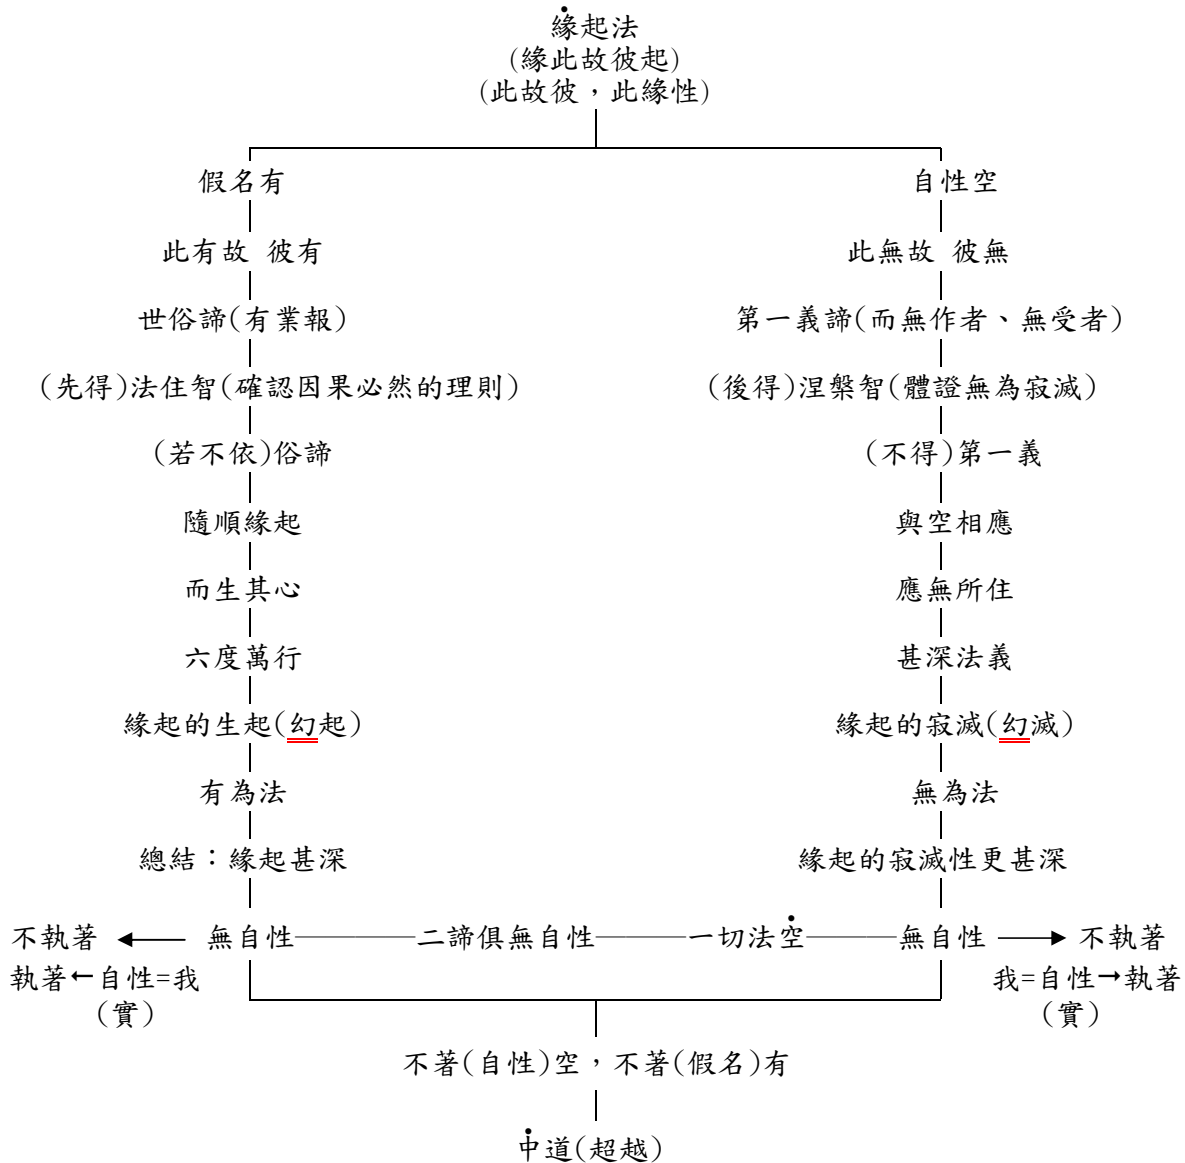 緣起法
(緣此故彼起)
(此故彼，此緣性)
假名有 自性空
此有故 彼有 此無故 彼無
世俗諦(有業報) 第一義諦(而無作者、無受者)
(先得)法住智(確認因果必然的理則) (後得)涅槃智(體證無為寂滅)
(若不依)俗諦 (不得)第一義
隨順緣起 與空相應
而生其心 應無所住
六度萬行 甚深法義
緣起的生起(幻起) 緣起的寂滅(幻滅)
有為法 無為法
總結：緣起甚深 緣起的寂滅性更甚深
不執著 ← 無自性────二諦俱無自性───一切法空───無自性 → 不執著
執著←自性=我 我=自性→執著
(實) (實)
不著(自性)空，不著(假名)有
中道(超越)